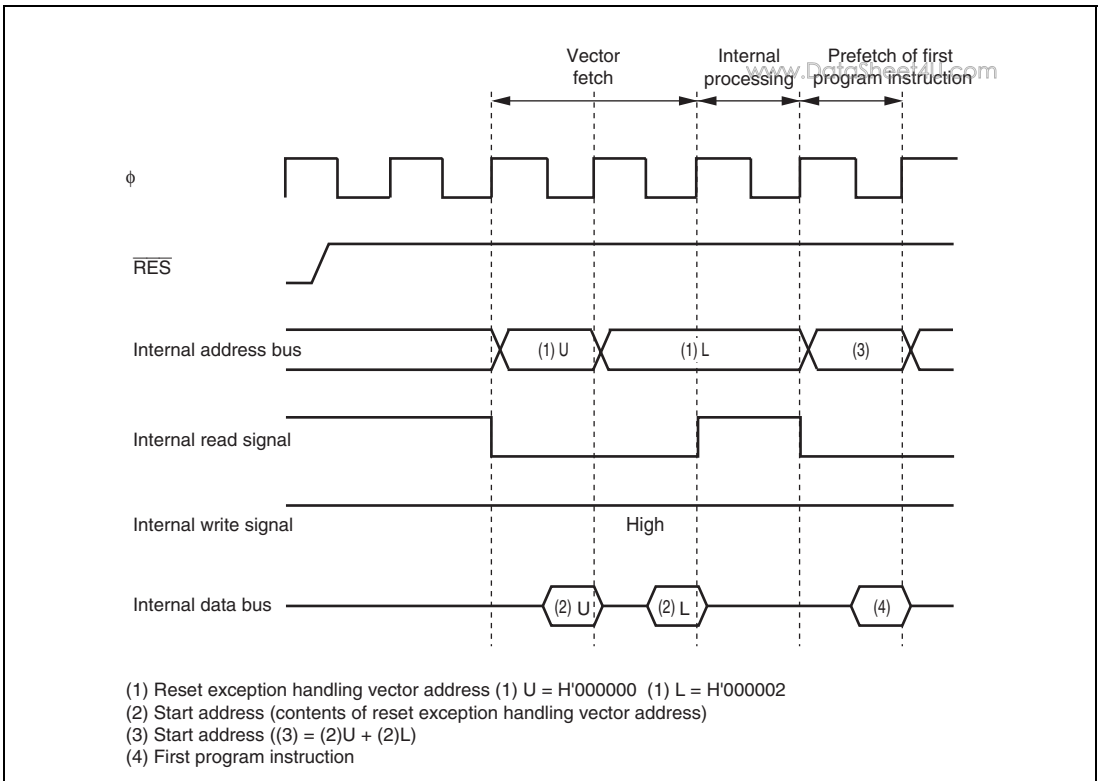 Vector
fetch
Internal
processing
Prefetch of first
program instruction
www.DataSheet4U.com
φ
RES
Internal address bus
(1) U
(1) L
(3)
Internal read signal
Internal write signal
High
Internal data bus
(2) U
(2) L
(4)
(1) Reset exception handling vector address (1) U = H'000000 (1) L = H'000002
(2) Start address (contents of reset exception handling vector address)
(3) Start address ((3) = (2)U + (2)L)
(4) First program instruction